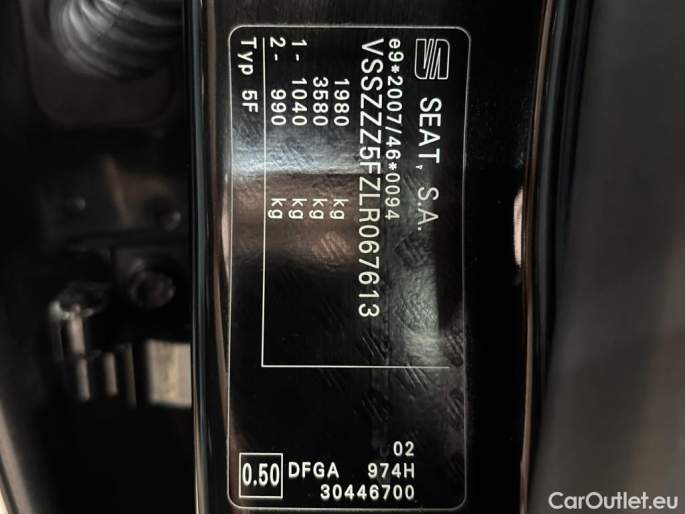 SEAT, S.A.
e9*2007/46*0094
VSSZZZ5FZLR067613
1980 kg
3580 kg
1 - 1040 kg
2 - 990 kg
Typ 5F
02
0.50 DFGA 974H
30446700
CarOutlet.eu